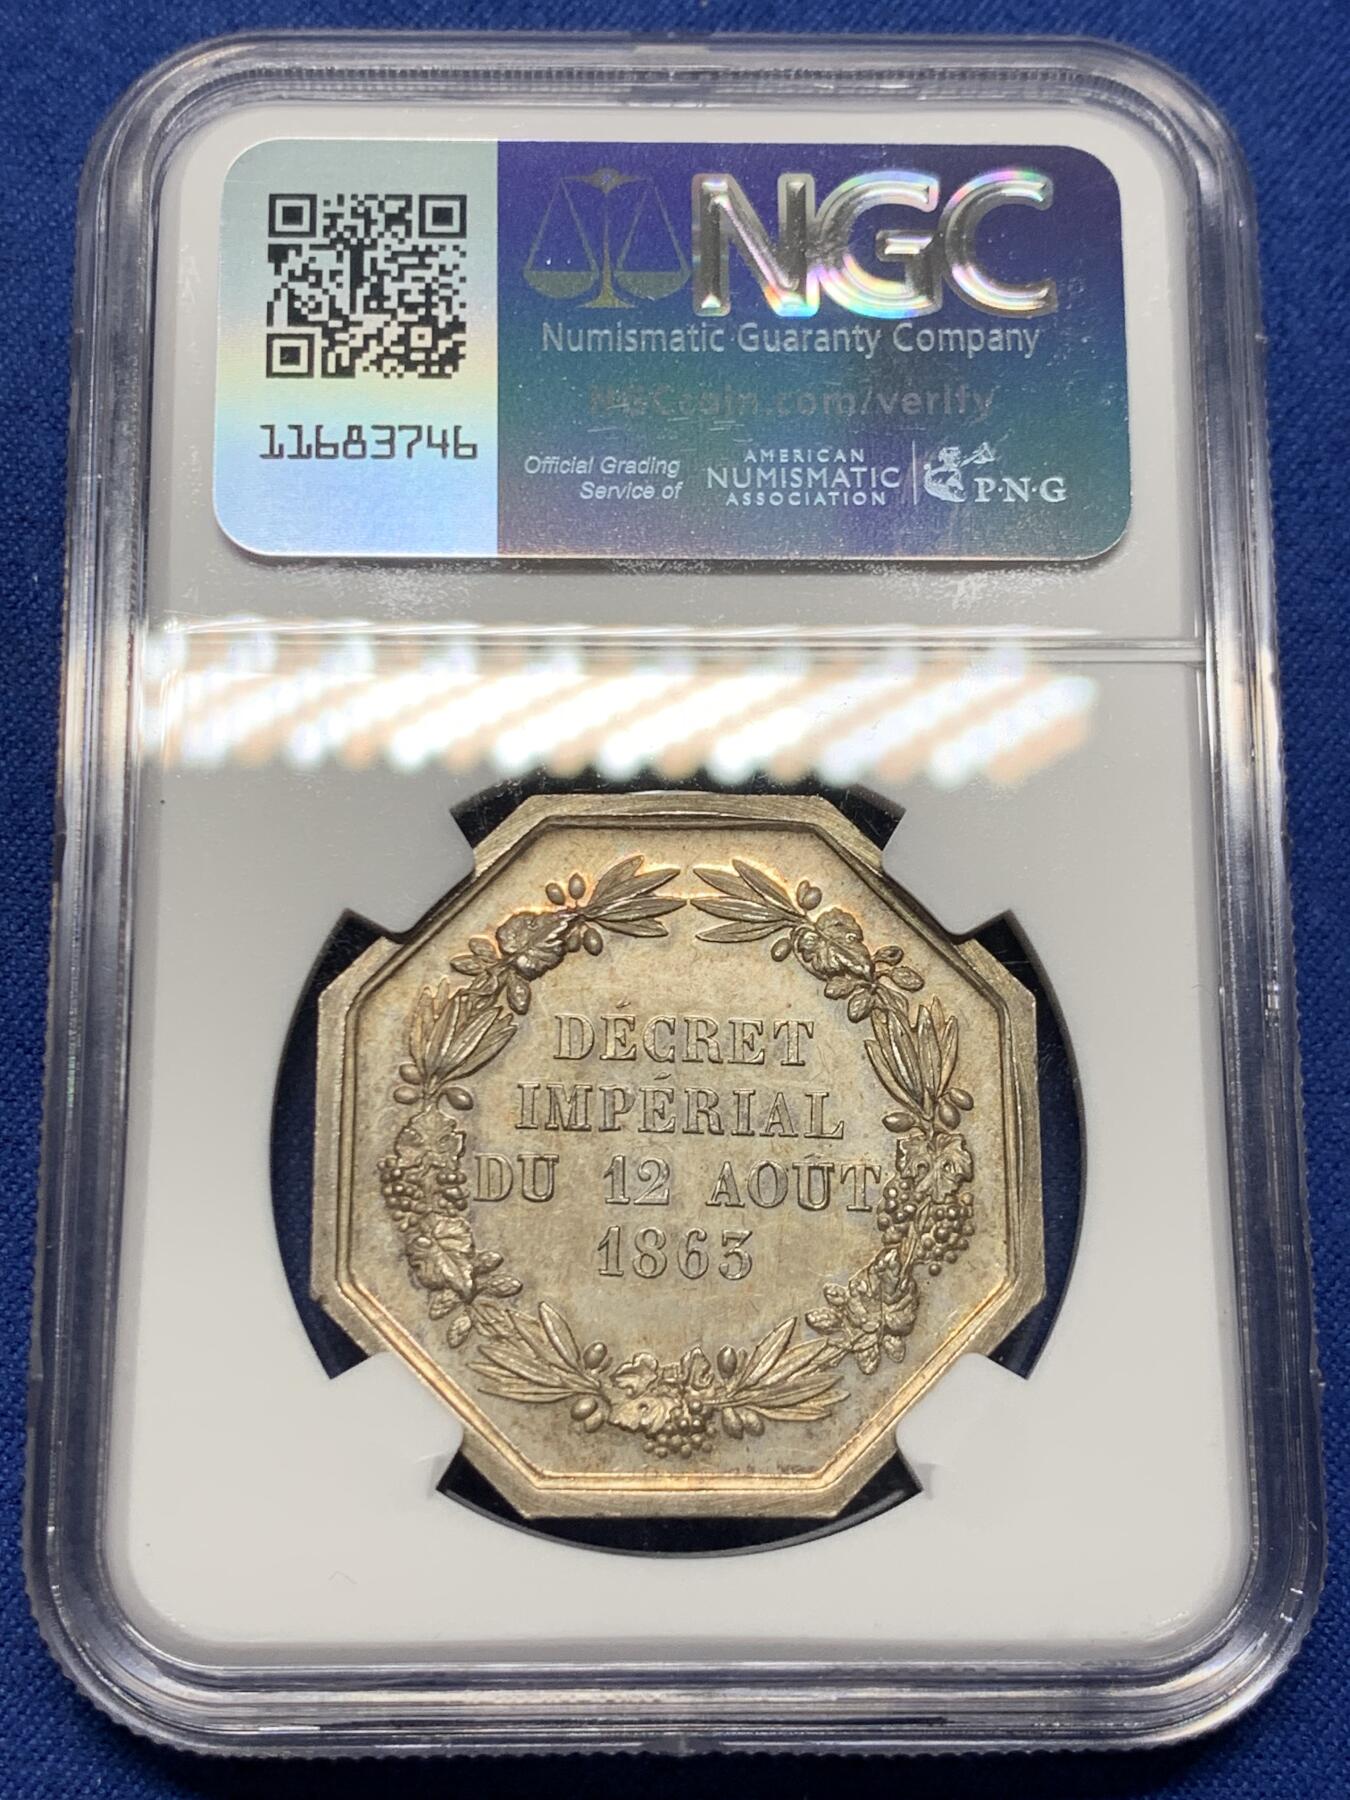 NGC
Numismatic Guaranty Company
NGCcoin.com/verify
11683746
Official Grading
Service of
AMERICAN
NUMISMATIC
ASSOCIATION
P·N·G
DÉCRET
IMPÉRIAL
DU 12 AOÛT
1863